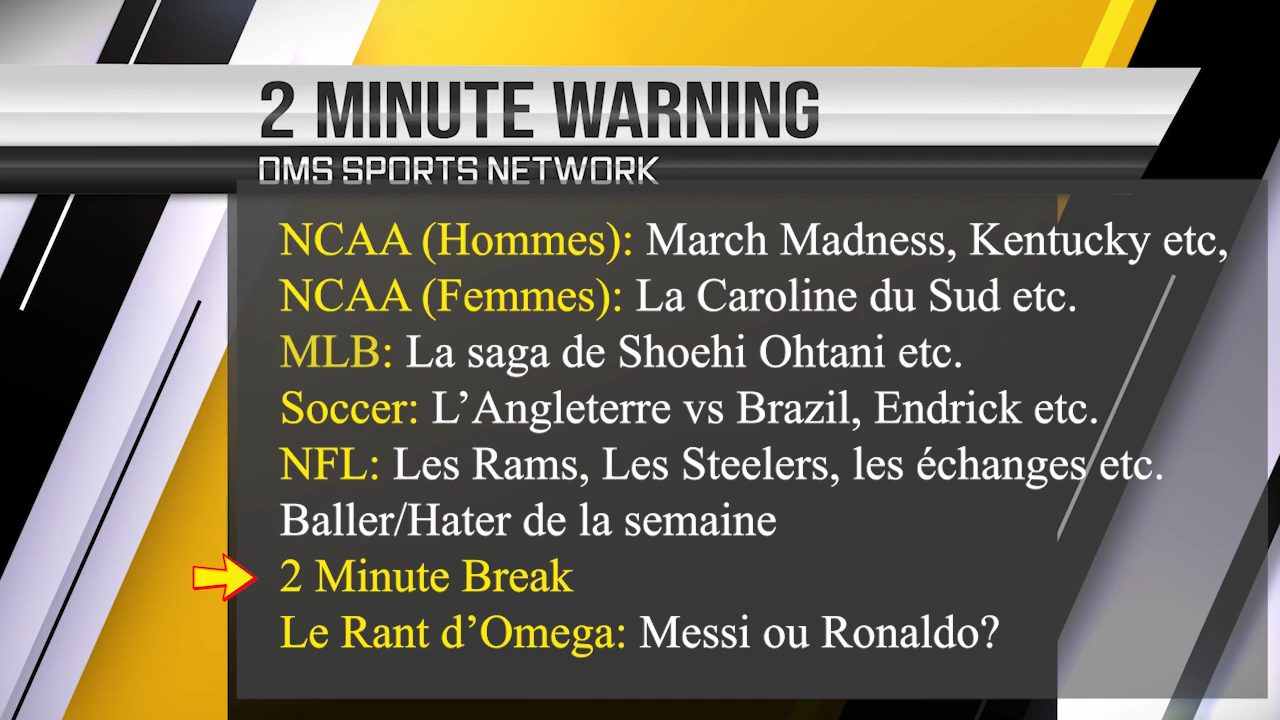 2 MINUTE WARNING
DMS SPORTS NETWORK
NCAA (Hommes): March Madness, Kentucky etc,
NCAA (Femmes): La Caroline du Sud etc.
MLB: La saga de Shoehi Ohtani etc.
Soccer: L’Angleterre vs Brazil, Endrick etc.
NFL: Les Rams, Les Steelers, les échanges etc.
Baller/Hater de la semaine
2 Minute Break
Le Rant d’Omega: Messi ou Ronaldo?